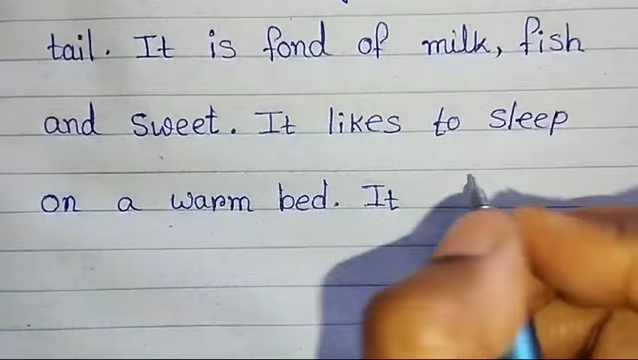 tail. It is fond of milk, fish
and sweet. It likes to sleep
on a warm bed. It